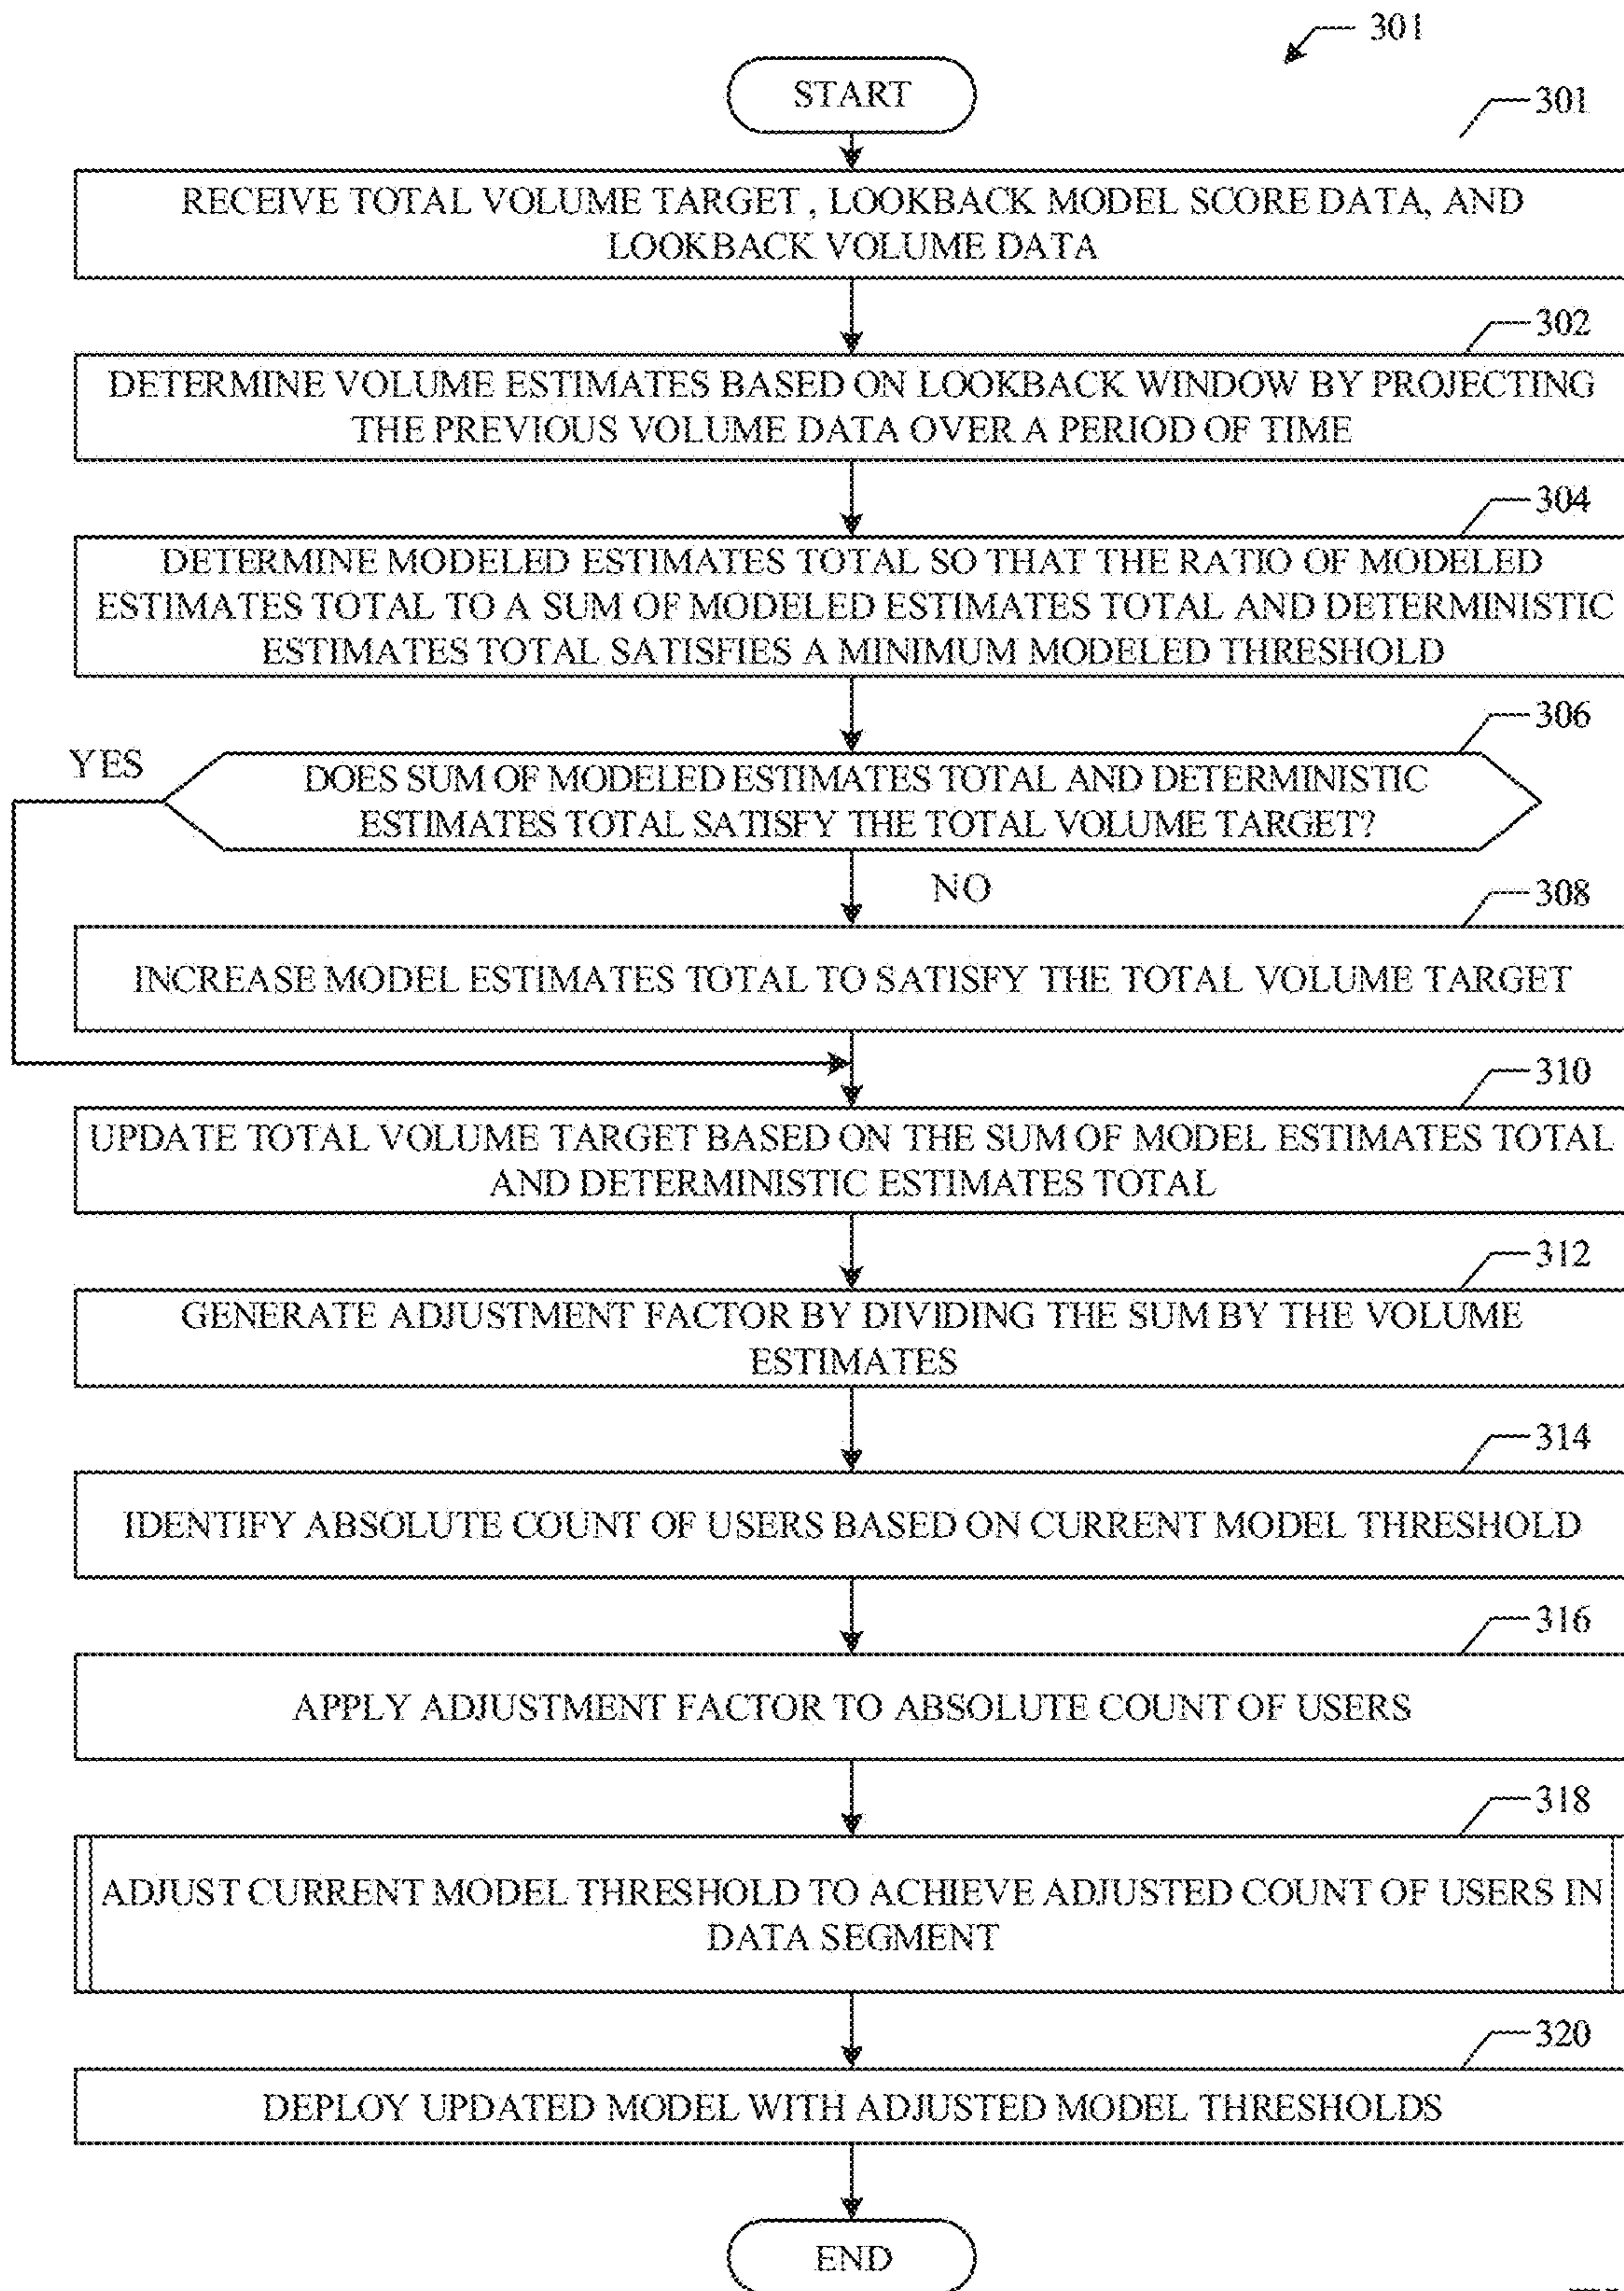 301
START
301
RECEIVE TOTAL VOLUME TARGET , LOOKBACK MODEL SCORE DATA, AND
LOOKBACK VOLUME DATA
302
DETERMINE VOLUME ESTIMATES BASED ON LOOKBACK WINDOW BY PROJECTING
THE PREVIOUS VOLUME DATA OVER A PERIOD OF TIME
304
DETERMINE MODELED ESTIMATES TOTAL SO THAT THE RATIO OF MODELED
ESTIMATES TOTAL TO A SUM OF MODELED ESTIMATES TOTAL AND DETERMINISTIC
ESTIMATES TOTAL SATISFIES A MINIMUM MODELED THRESHOLD
306
YES
DOES SUM OF MODELED ESTIMATES TOTAL AND DETERMINISTIC
ESTIMATES TOTAL SATISFY THE TOTAL VOLUME TARGET?
NO
308
INCREASE MODEL ESTIMATES TOTAL TO SATISFY THE TOTAL VOLUME TARGET
310
UPDATE TOTAL VOLUME TARGET BASED ON THE SUM OF MODEL ESTIMATES TOTAL
AND DETERMINISTIC ESTIMATES TOTAL
312
GENERATE ADJUSTMENT FACTOR BY DIVIDING THE SUM BY THE VOLUME
ESTIMATES
314
IDENTIFY ABSOLUTE COUNT OF USERS BASED ON CURRENT MODEL THRESHOLD
316
APPLY ADJUSTMENT FACTOR TO ABSOLUTE COUNT OF USERS
318
ADJUST CURRENT MODEL THRESHOLD TO ACHIEVE ADJUSTED COUNT OF USERS IN
DATA SEGMENT
320
DEPLOY UPDATED MODEL WITH ADJUSTED MODEL THRESHOLDS
END